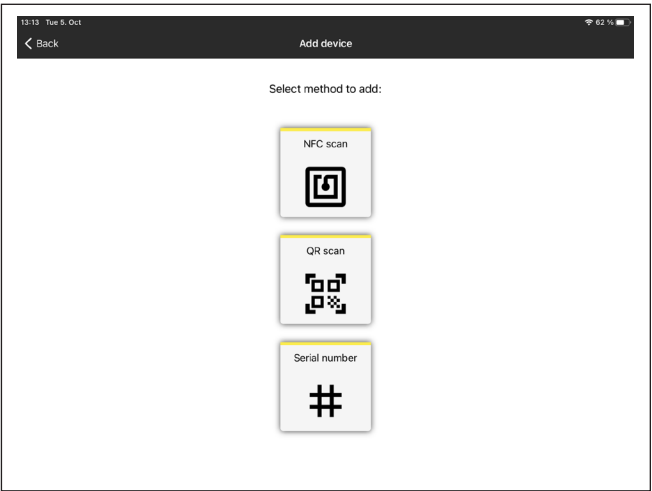 13:13 Tue 5. Oct 62 %
Back Add device
Select method to add:
NFC scan
QR scan
Serial number